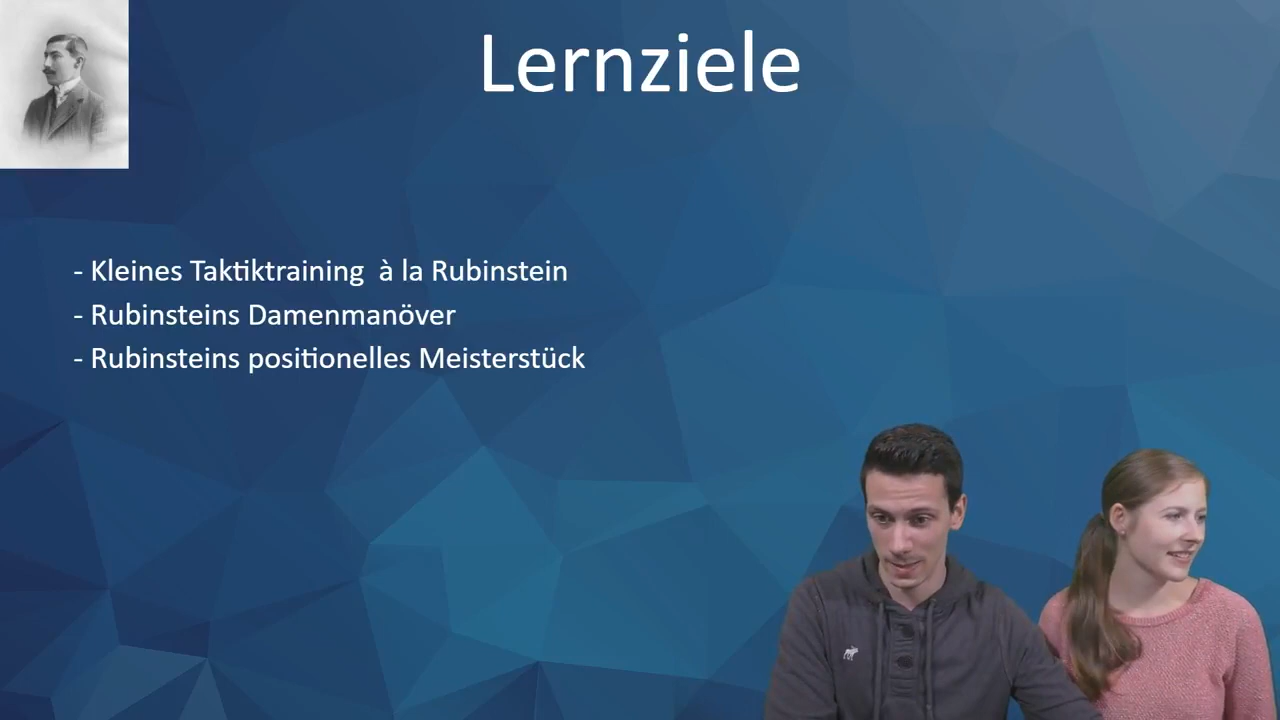 Lernziele
- Kleines Taktiktraining à la Rubinstein
- Rubinsteins Damenmanöver
- Rubinsteins positionelles Meisterstück